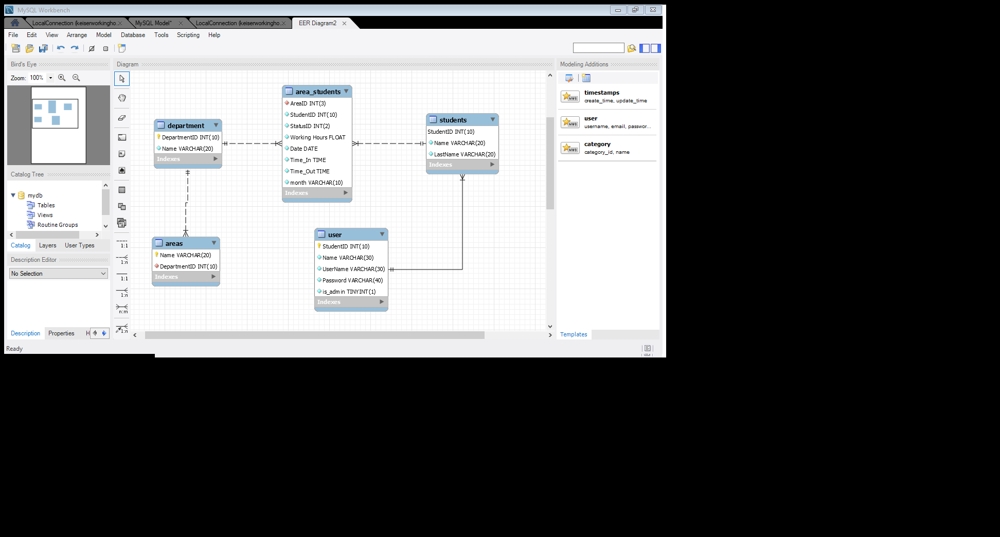 MySQL Workbench
LocalConnection (keiserworkingho.
MySQL Model*
LocalConnection (keiserworkingho.
EER Diagram2
File Edit View Arrange Model Database Tools Scripting Help
Bird's Eye
Zoom: 100%
Catalog Tree
mydb
Tables
Views
Routine Groups
Catalog Layers User Types
Description Editor
No Selection
Description Properties H
Ready
Diagram
1:1
1:n
1:1
1:n
n:m
1:n
department
DepartmentID INT(10)
Name VARCHAR(20)
Indexes
area_students
AreaID INT(3)
StudentID INT(10)
StatusID INT(2)
Working Hours FLOAT
Date DATE
Time_In TIME
Time_Out TIME
month VARCHAR(10)
Indexes
students
StudentID INT(10)
Name VARCHAR(20)
LastName VARCHAR(20)
Indexes
areas
Name VARCHAR(20)
DepartmentID INT(10)
Indexes
user
StudentID INT(10)
Name VARCHAR(30)
UserName VARCHAR(30)
Password VARCHAR(40)
is_admin TINYINT(1)
Indexes
Modeling Additions
MWB
timestamps
create_time, update_time
MWB
user
username, email, passwor...
MWB
category
category_id, name
Templates